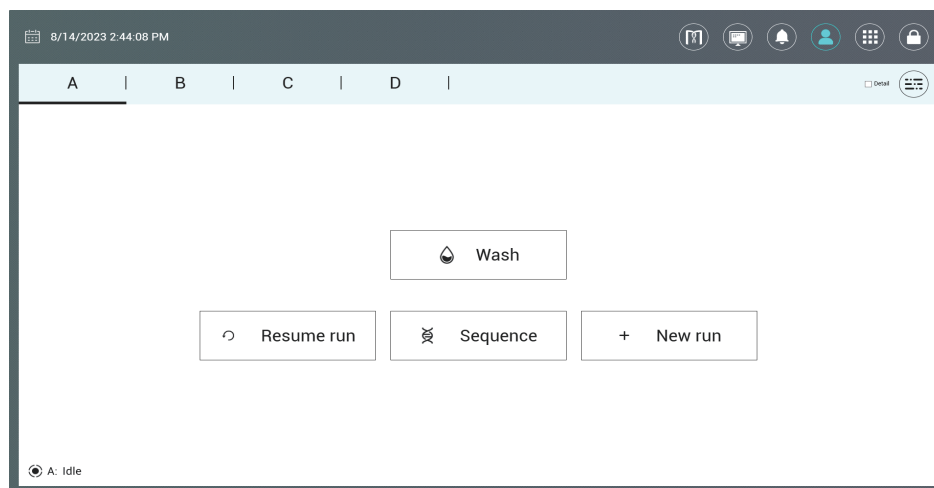 8/14/2023 2:44:08 PM
A | B | C | D |
Detail
Wash
Resume run
Sequence
+ New run
A: Idle